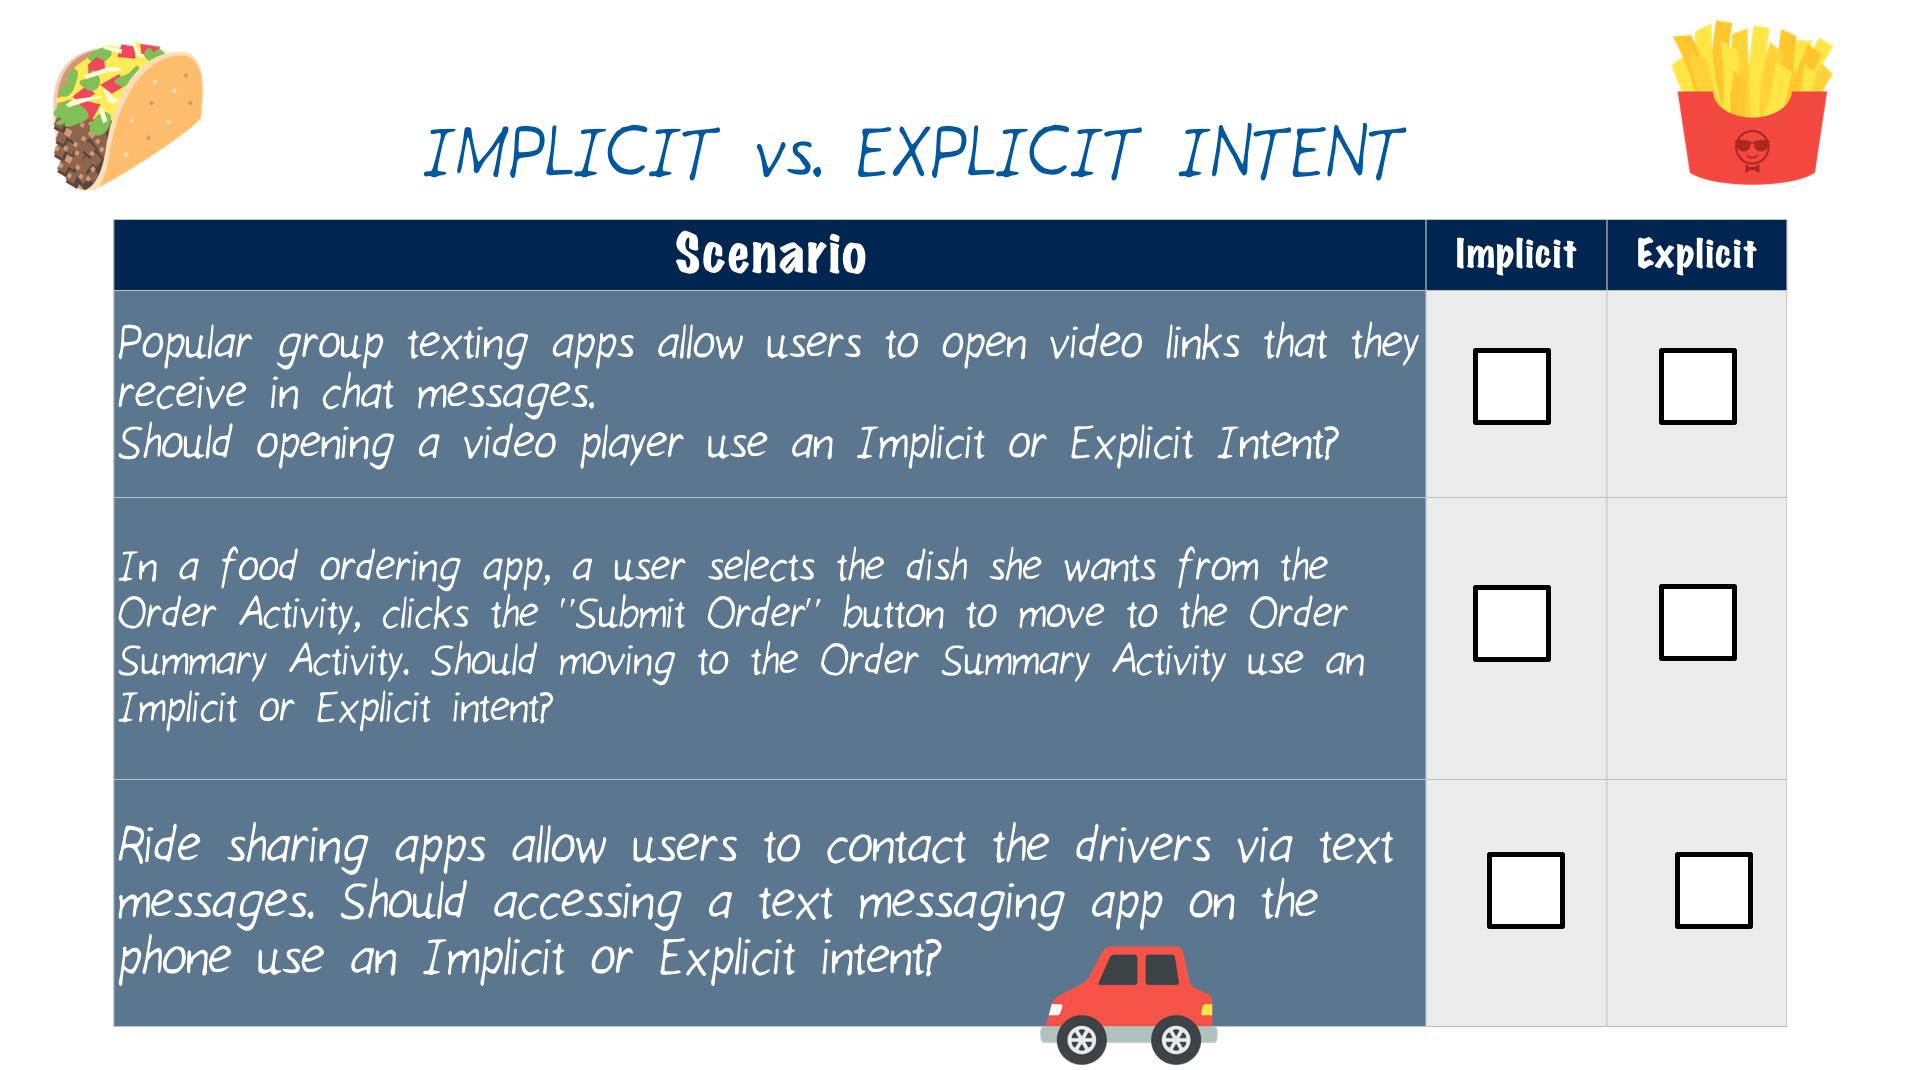 IMPLICIT vs. EXPLICIT INTENT
Scenario
Implicit
Explicit
Popular group texting apps allow users to open video links that they
receive in chat messages.
Should opening a video player use an Implicit or Explicit Intent?
In a food ordering app, a user selects the dish she wants from the
Order Activity, clicks the "Submit Order" button to move to the Order
Summary Activity. Should moving to the Order Summary Activity use an
Implicit or Explicit intent?
Ride sharing apps allow users to contact the drivers via text
messages. Should accessing a text messaging app on the
phone use an Implicit or Explicit intent?